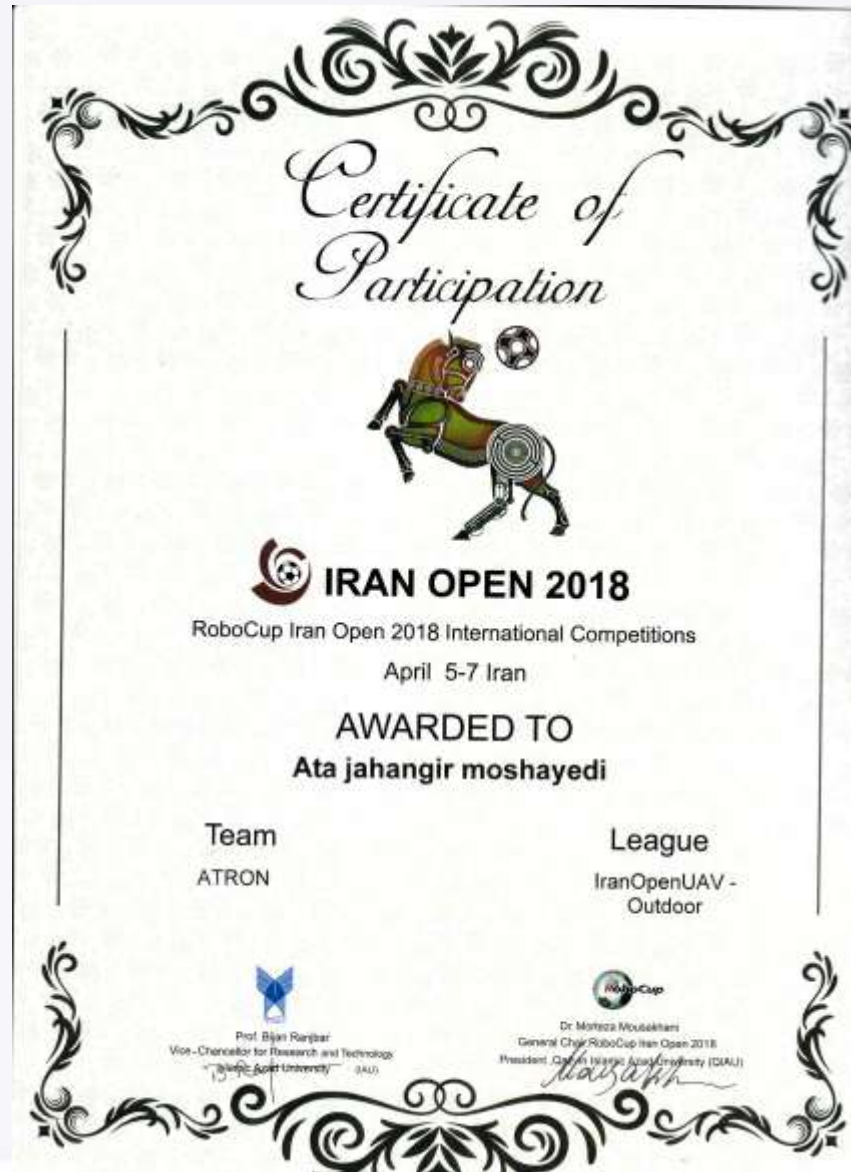 Certificate of
Participation
IRAN OPEN 2018
RoboCup Iran Open 2018 International Competitions
April 5-7 Iran
AWARDED TO
Ata jahangir moshayedi
Team
ATRON
League
IranOpenUAV -
Outdoor
RoboCup
Prof. Bijan Ranjbar
Vice-Chancellor for Research and Technology
Islamic Azad University (IAU)
Dr. Morteza Mousakhani
General Chair RoboCup Iran Open 2018
President, Qazvin Islamic Azad University (QIAU)